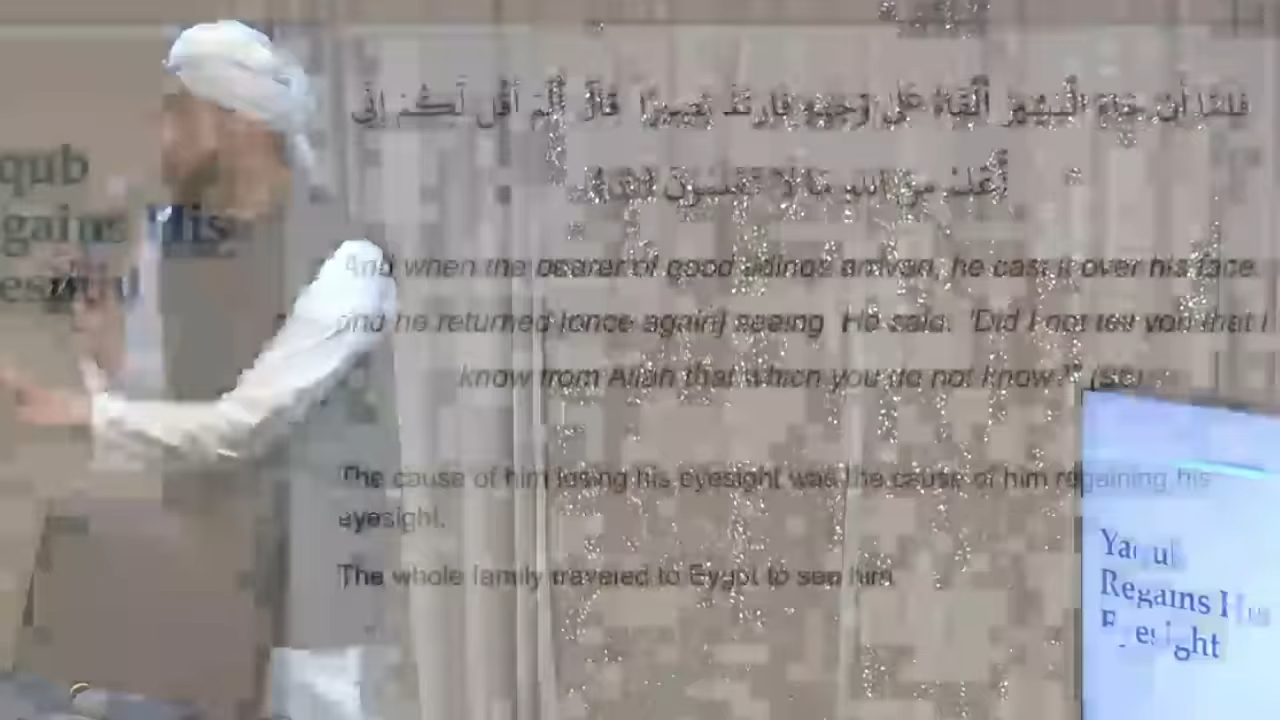 qub
gains His
فلما أن جاء البشير ألقاه على وجهه فارتد بصيرا قال ألم أقل لكم إني
أعلم من الله ما لا تعلمون
And when the bearer of good tidings arrived, he cast it over his face,
and he returned [once again] seeing. He said, "Did I not tell you that I
know from Allah that which you do not know?"
The cause of him losing his eyesight was the cause of him regaining his
eyesight.
The whole family traveled to Egypt to see him
Regains His